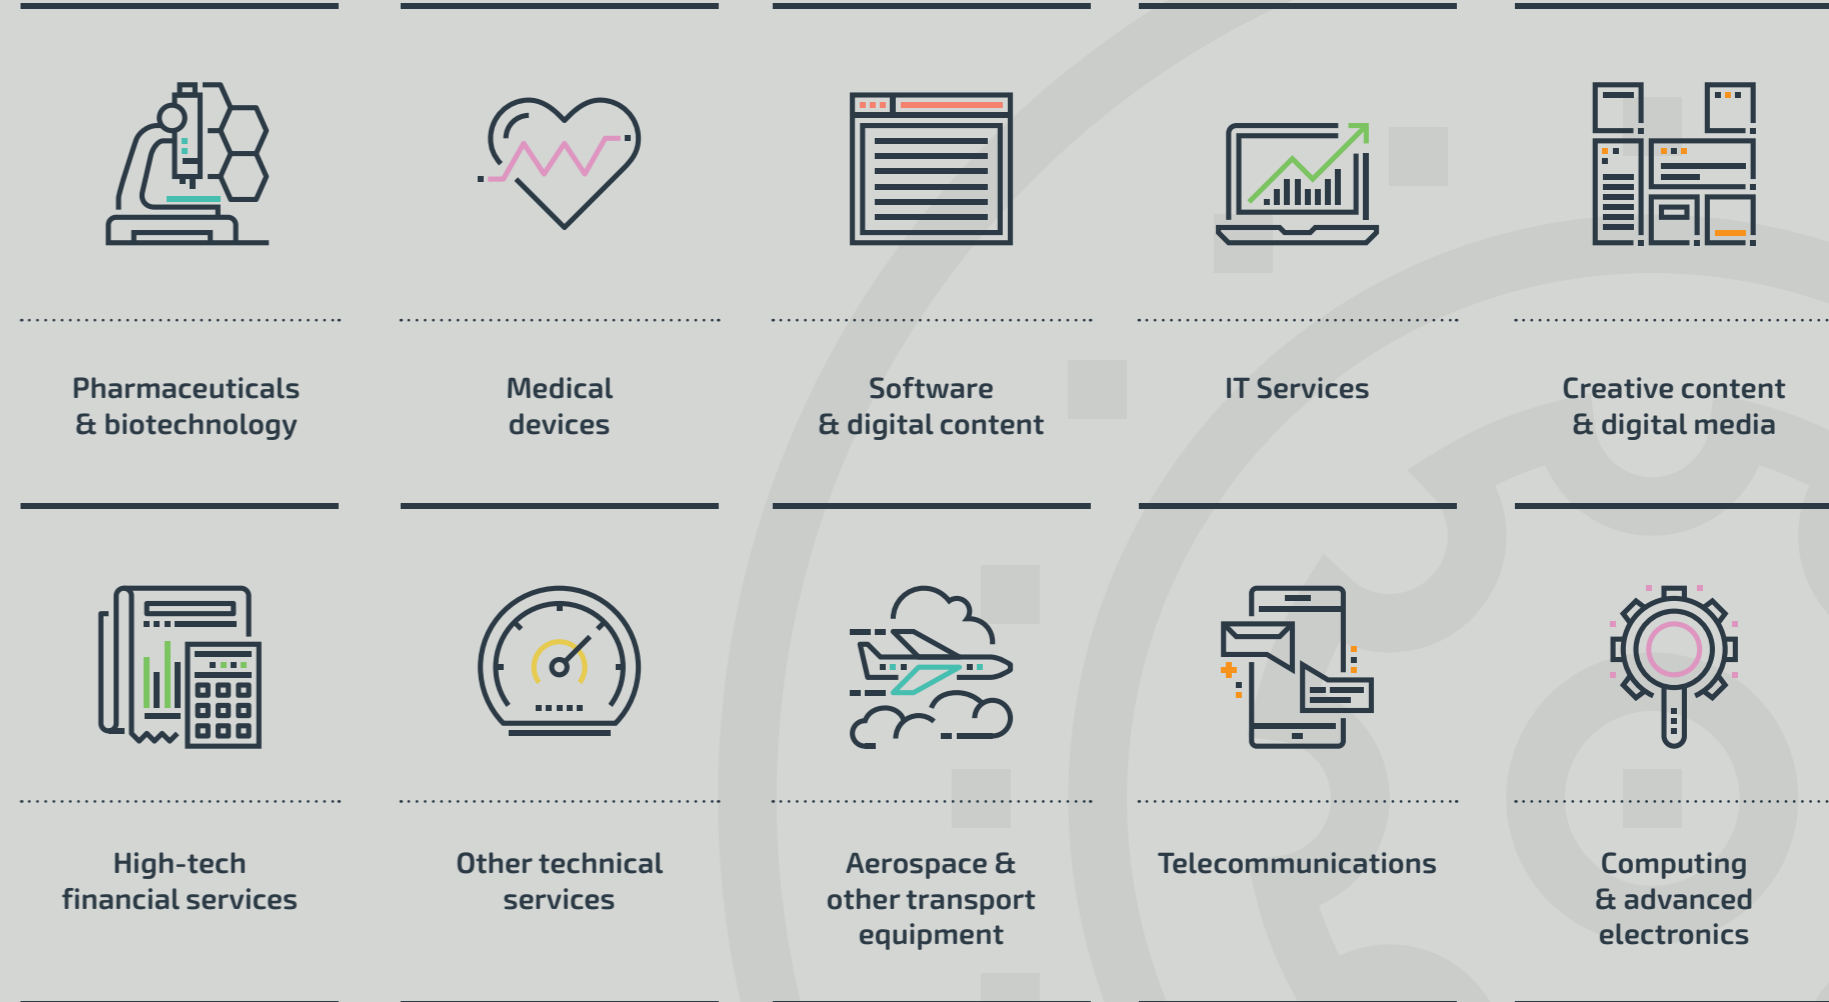 Pharmaceuticals
& biotechnology
Medical
devices
Software
& digital content
IT Services
Creative content
& digital media
High-tech
financial services
Other technical
services
Aerospace &
other transport
equipment
Telecommunications
Computing
& advanced
electronics